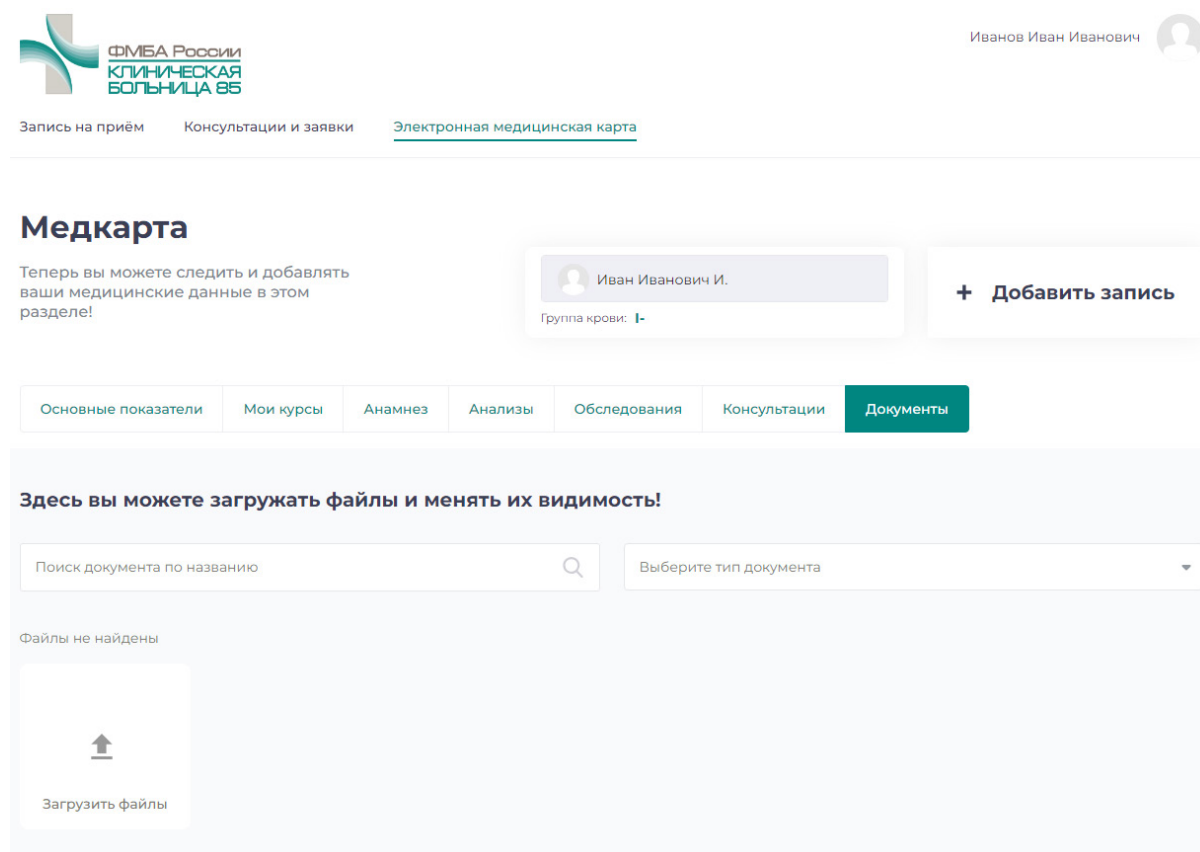 ФМБА России
КЛИНИЧЕСКАЯ
БОЛЬНИЦА 85
Иванов Иван Иванович
Запись на приём Консультации и заявки Электронная медицинская карта
Медкарта
Теперь вы можете следить и добавлять
ваши медицинские данные в этом
разделе!
Иван Иванович И.
Группа крови: I-
+ Добавить запись
Основные показатели Мои курсы Анамнез Анализы Обследования Консультации Документы
Здесь вы можете загружать файлы и менять их видимость!
Поиск документа по названию
Выберите тип документа
Файлы не найдены
Загрузить файлы